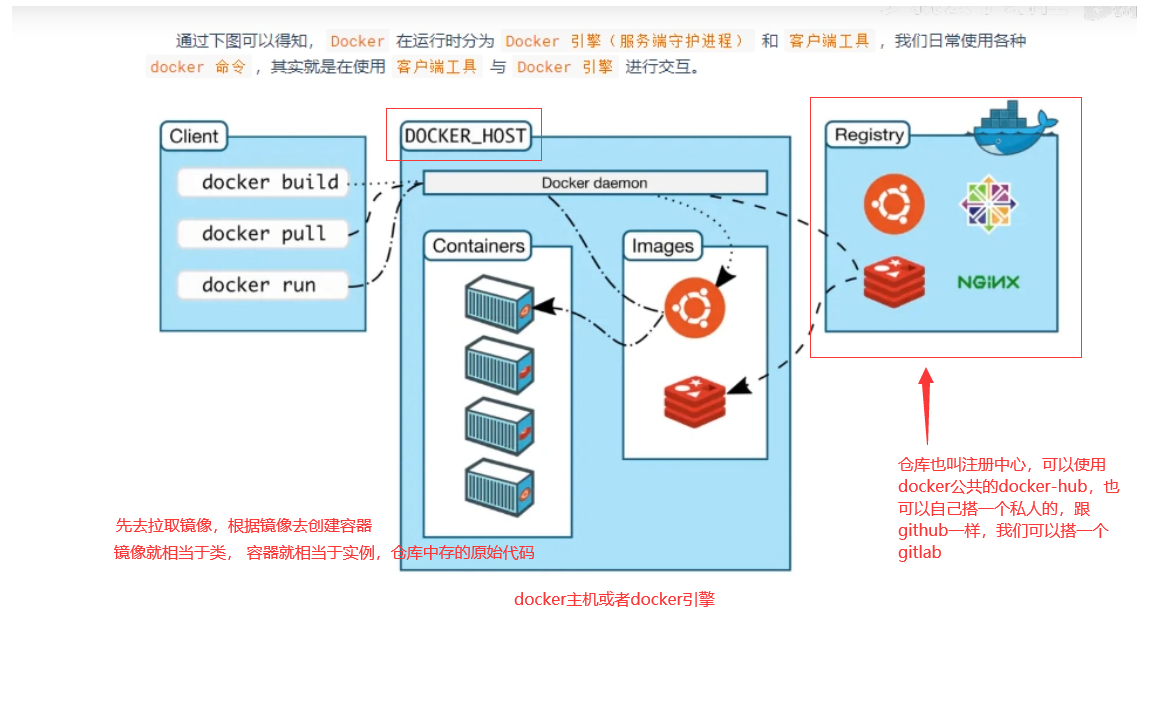 通过下图可以得知， Docker 在运行时分为 Docker 引擎（服务端守护进程） 和 客户端工具 ，我们日常使用各种
docker 命令 ，其实就是在使用 客户端工具 与 Docker 引擎 进行交互。
Client
docker build
docker pull
docker run
DOCKER_HOST
Docker daemon
Containers
Images
Registry
NGINX
仓库也叫注册中心，可以使用
docker公共的docker-hub，也
可以自己搭一个私人的，跟
github一样，我们可以搭一个
gitlab
先去拉取镜像，根据镜像去创建容器
镜像就相当于类， 容器就相当于实例，仓库中存的原始代码
docker主机或者docker引擎